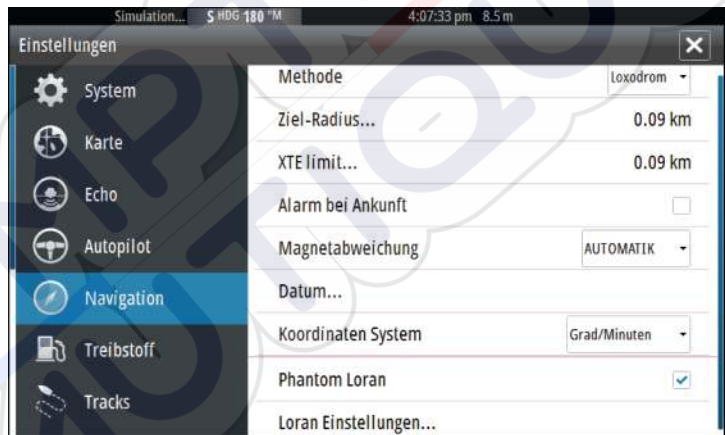 Simulation... S HDG 180 °M 4:07:33 pm 8.5 m
Einstellungen
System
Karte
Echo
Autopilot
Navigation
Treibstoff
Tracks
Methode Loxodrom
Ziel-Radius... 0.09 km
XTE limit... 0.09 km
Alarm bei Ankunft
Magnetabweichung AUTOMATIK
Datum...
Koordinaten System Grad/Minuten
Phantom Loran
Loran Einstellungen...